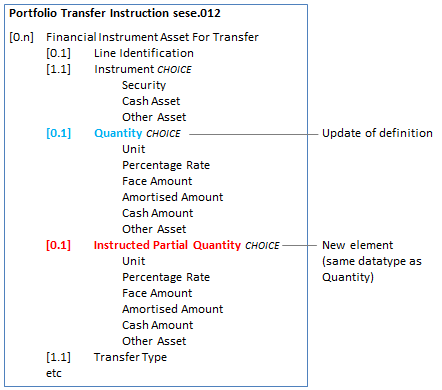 Portfolio Transfer Instruction sese.012
[0.n] Financial Instrument Asset For Transfer
[0.1] Line Identification
[1.1] Instrument CHOICE
Security
Cash Asset
Other Asset
[0.1] Quantity CHOICE Update of definition
Unit
Percentage Rate
Face Amount
Amortised Amount
Cash Amount
Other Asset
[0.1] Instructed Partial Quantity CHOICE New element
Unit (same datatype as
Percentage Rate Quantity)
Face Amount
Amortised Amount
Cash Amount
Other Asset
[1.1] Transfer Type
etc